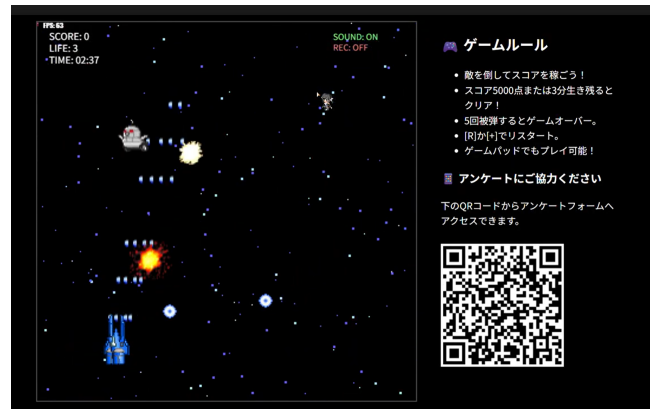 FPS: 63
SCORE: 0
LIFE: 3
TIME: 02:37
SOUND: ON
REC: OFF
ゲームルール
敵を倒してスコアを稼ごう！
スコア5000点または3分生き残ると
クリア！
5回被弾するとゲームオーバー。
[R]か[+]でリスタート。
ゲームパッドでもプレイ可能！
アンケートにご協力ください
下のQRコードからアンケートフォームへ
アクセスできます。